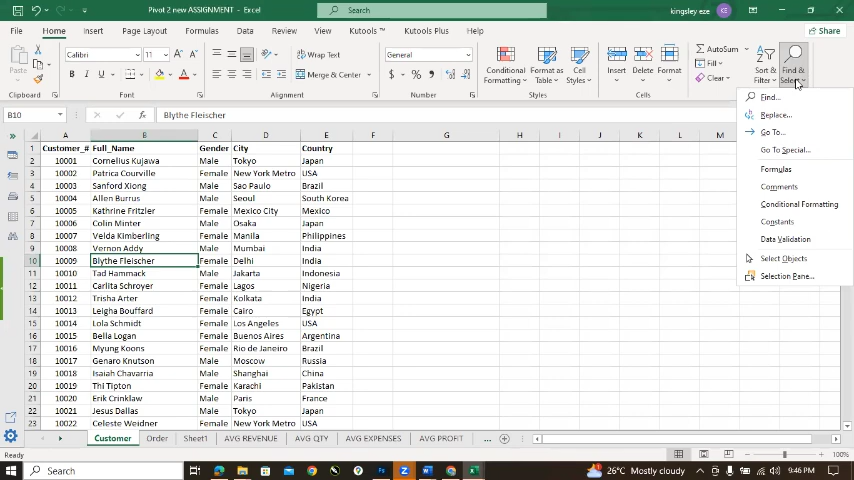 Pivot 2 new ASSIGNMENT - Excel
Search
kingsley eze
KE
File Home Insert Page Layout Formulas Data Review View Kutools ™ Kutools Plus Help
Share
Paste
Calibri 11
General
Wrap Text
Merge & Center
Conditional Formatting
Format as Table
Cell Styles
Insert Delete Format
AutoSum
Fill
Clear
Sort & Filter
Find & Select
Clipboard Font Alignment Number Styles Cells
B10 Blythe Fleischer
A B C D E F G H I J K L M
1 Customer_# Full_Name Gender City Country
2 10001 Cornelius Kujawa Male Tokyo Japan
3 10002 Patrica Courville Female New York Metro USA
4 10003 Sanford Xiong Male Sao Paulo Brazil
5 10004 Allen Burrus Male Seoul South Korea
6 10005 Kathrine Fritzler Female Mexico City Mexico
7 10006 Colin Minter Male Osaka Japan
8 10007 Velda Kimberling Female Manila Philippines
9 10008 Vernon Addy Male Mumbai India
10 10009 Blythe Fleischer Female Delhi India
11 10010 Tad Hammack Male Jakarta Indonesia
12 10011 Carlita Schroyer Female Lagos Nigeria
13 10012 Trisha Arter Female Kolkata India
14 10013 Leigha Bouffard Female Cairo Egypt
15 10014 Lola Schmidt Female Los Angeles USA
16 10015 Bella Logan Female Buenos Aires Argentina
17 10016 Myung Koons Male Rio de Janeiro Brazil
18 10017 Genaro Knutson Male Moscow Russia
19 10018 Isaiah Chavarria Male Shanghai China
20 10019 Thi Tipton Female Karachi Pakistan
21 10020 Erik Conklin Male Paris France
22 10021 Jesus Dallas Male Tokyo Japan
23 10022 Celeste Weidner Female New York Metro USA
Find...
Replace...
Go To...
Go To Special...
Formulas
Comments
Conditional Formatting
Constants
Data Validation
Select Objects
Selection Pane...
Customer Order Sheet1 AVG REVENUE AVG QTY AVG EXPENSES AVG PROFIT ...
Ready
100%
Search
26°C Mostly cloudy
9:46 PM